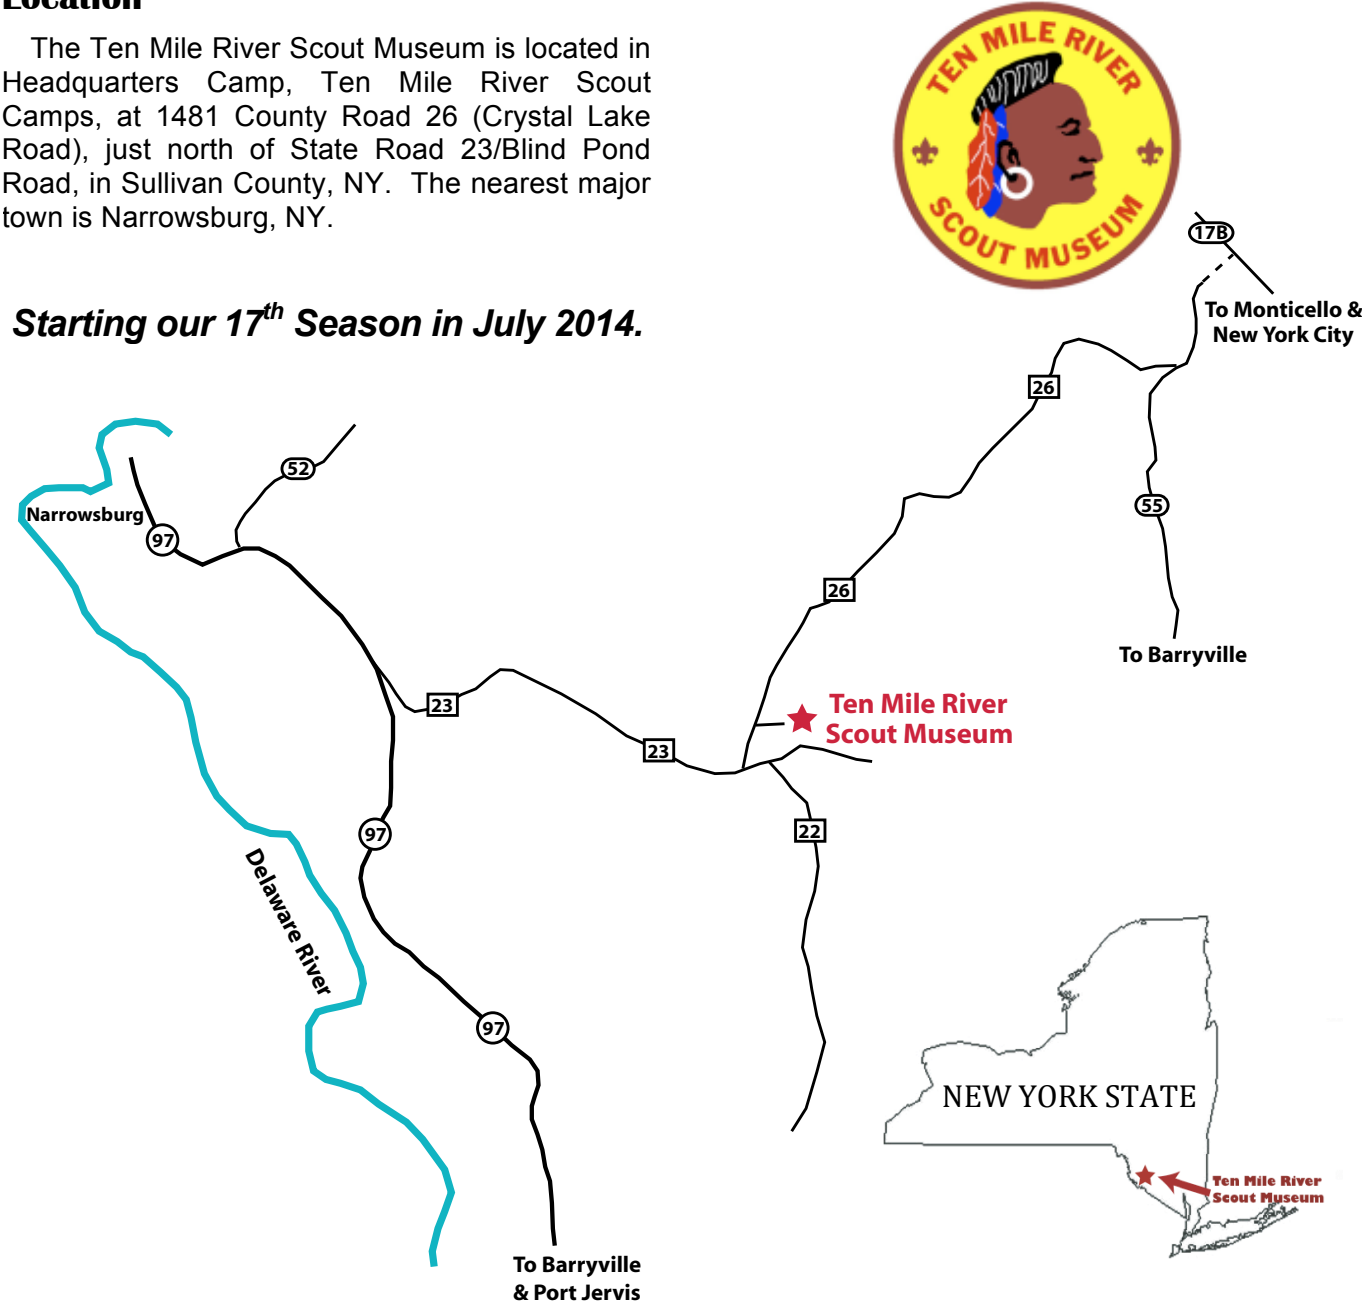 Location
The Ten Mile River Scout Museum is located in
Headquarters Camp, Ten Mile River Scout
Camps, at 1481 County Road 26 (Crystal Lake
Road), just north of State Road 23/Blind Pond
Road, in Sullivan County, NY. The nearest major
town is Narrowsburg, NY.
Starting our 17th Season in July 2014.
TEN MILE RIVER
SCOUT MUSEUM
17B
To Monticello &
New York City
26
52
55
Narrowsburg
97
26
To Barryville
23
Ten Mile River
Scout Museum
23
97
22
Delaware River
97
NEW YORK STATE
Ten Mile River
Scout Museum
To Barryville
& Port Jervis